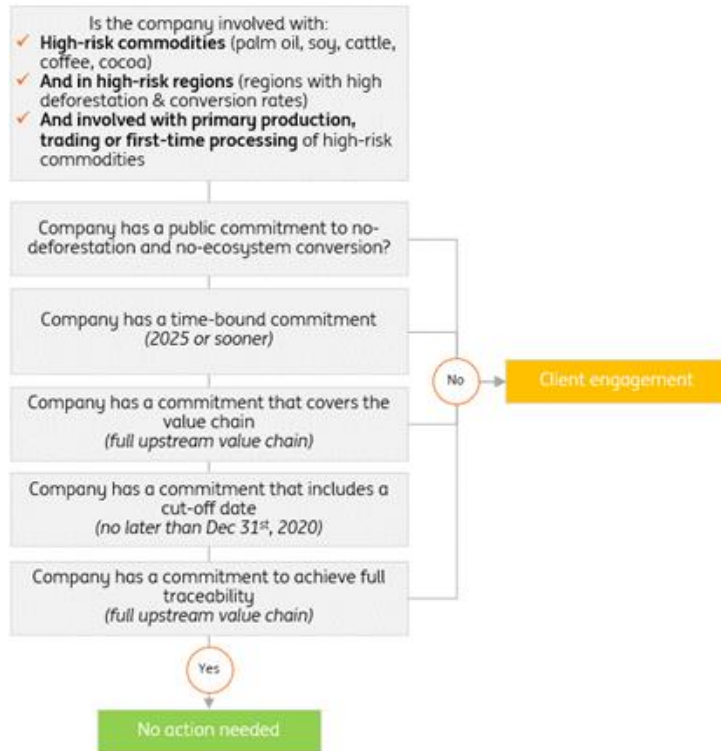 Is the company involved with:
✓ High-risk commodities (palm oil, soy, cattle,
coffee, cocoa)
✓ And in high-risk regions (regions with high
deforestation & conversion rates)
✓ And involved with primary production,
trading or first-time processing of high-risk
commodities
Company has a public commitment to no-
deforestation and no-ecosystem conversion?
Company has a time-bound commitment
(2025 or sooner)
Company has a commitment that covers the
value chain
(full upstream value chain)
Company has a commitment that includes a
cut-off date
(no later than Dec 31st, 2020)
Company has a commitment to achieve full
traceability
(full upstream value chain)
No
Client engagement
Yes
No action needed